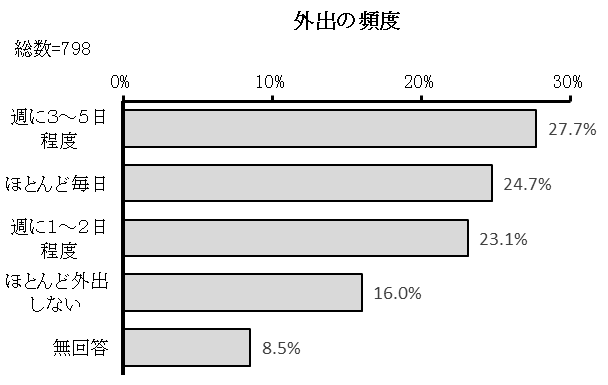 外出の頻度
総数=798
0%
10%
20%
30%
週に３～５日
程度
27.7%
ほとんど毎日
24.7%
週に１～２日
程度
23.1%
ほとんど外出
しない
16.0%
無回答
8.5%